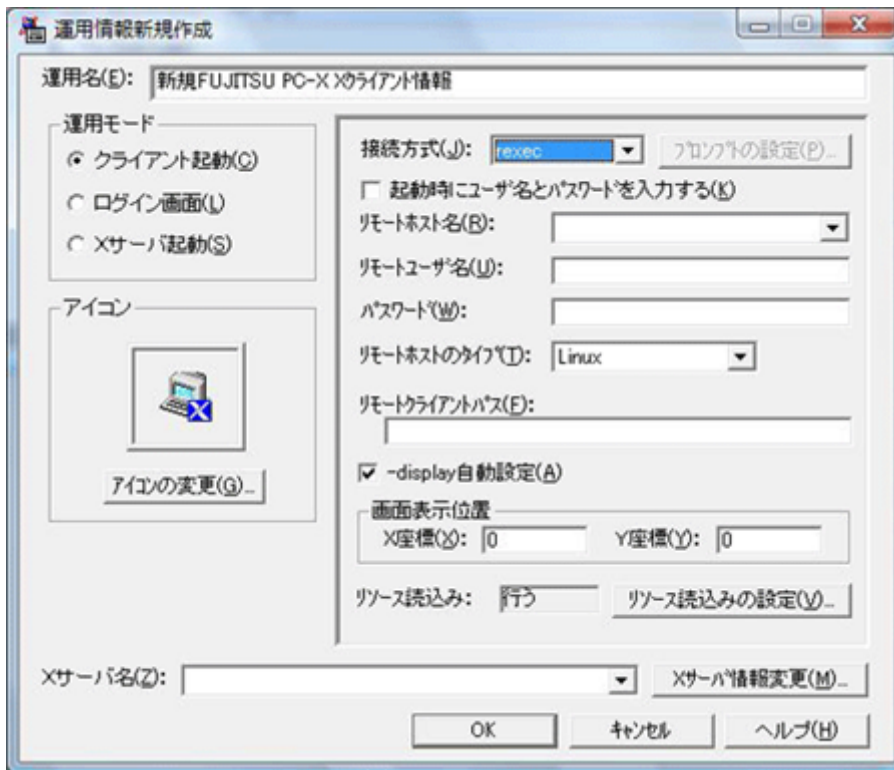 運用情報新規作成
運用名(E): 新規FUJITSU PC-X Xｸﾗｲｱﾝﾄ情報
運用モード
クライアント起動(C)
ログイン画面(L)
Xサーバ起動(S)
アイコン
ｱｲｺﾝの変更(G)...
接続方式(J): rexec ﾌﾟﾛﾝﾌﾟﾄの設定(P)...
起動時にﾕｰｻﾞ名とﾊﾟｽﾜｰﾄﾞを入力する(K)
ﾘﾓｰﾄﾎｽﾄ名(R):
ﾘﾓｰﾄﾕｰｻﾞ名(U):
ﾊﾟｽﾜｰﾄﾞ(W):
ﾘﾓｰﾄﾎｽﾄのﾀｲﾌﾟ(T): Linux
ﾘﾓｰﾄｸﾗｲｱﾝﾄﾊﾟｽ(F):
-display自動設定(A)
画面表示位置
X座標(X): 0 Y座標(Y): 0
ﾘｿｰｽ読込み: 行う ﾘｿｰｽ読込みの設定(V)...
Xサーバ名(Z): Xｻｰﾊﾞ情報変更(M)...
OK ｷｬﾝｾﾙ ヘルプ(H)